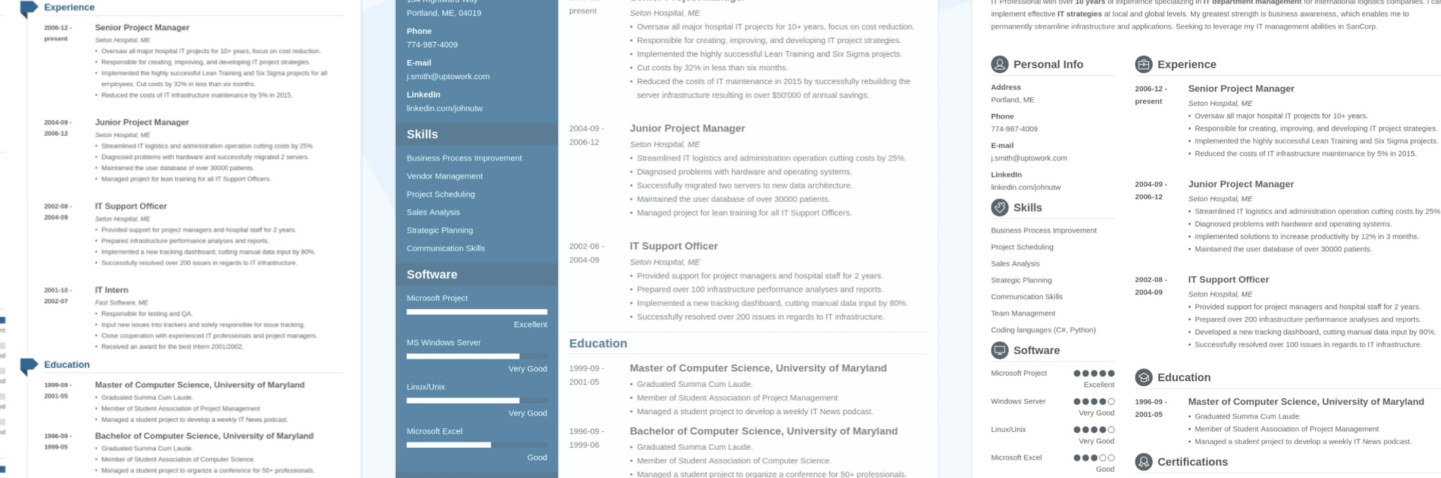 Experience
2006-12 -
present
Senior Project Manager
Seton Hospital, ME
• Oversaw all major hospital IT projects for 10+ years, focus on cost reduction.
• Responsible for creating, improving, and developing IT project strategies.
• Implemented the highly successful Lean Training and Six Sigma projects for all
employees. Cut costs by 32% in less than six months.
• Reduced the costs of IT infrastructure maintenance by 5% in 2015.
2004-09 -
2006-12
Junior Project Manager
Seton Hospital, ME
• Streamlined IT logistics and administration operation cutting costs by 25%
• Diagnosed problems with hardware and successfully migrated 2 servers.
• Maintained the user database of over 30000 patients.
• Managed project for lean training for all IT Support Officers.
2002-08 -
2004-09
IT Support Officer
Seton Hospital, ME
• Provided support for project managers and hospital staff for 2 years.
• Prepared infrastructure performance analyses and reports.
• Implemented a new tracking dashboard, cutting manual data input by 80%.
• Successfully resolved over 200 issues in regards to IT infrastructure.
2001-10 -
2002-07
IT Intern
Fast Software, ME
• Responsible for testing and QA.
• Input new issues into trackers and solely responsible for issue tracking.
• Close cooperation with experienced IT professionals and project managers.
• Received an award for the best Intern 2001/2002.
Education
1999-09 -
2001-05
Master of Computer Science, University of Maryland
• Graduated Summa Cum Laude.
• Member of Student Association of Project Management
• Managed a student project to develop a weekly IT News podcast.
1996-09 -
1999-05
Bachelor of Computer Science, University of Maryland
• Graduated Summa Cum Laude.
• Member of Student Association of Computer Science.
• Managed a student project to organize a conference for 50+ professionals.
Portland, ME, 04019
Phone
774-987-4009
E-mail
j.smith@uptowork.com
LinkedIn
linkedin.com/johnutw
Skills
Business Process Improvement
Vendor Management
Project Scheduling
Sales Analysis
Strategic Planning
Communication Skills
Software
Microsoft Project
Excellent
MS Windows Server
Very Good
Linux/Unix
Very Good
Microsoft Excel
Good
present
Senior Project Manager
Seton Hospital, ME
• Oversaw all major hospital IT projects for 10+ years, focus on cost reduction.
• Responsible for creating, improving, and developing IT project strategies.
• Implemented the highly successful Lean Training and Six Sigma projects.
• Cut costs by 32% in less than six months.
• Reduced the costs of IT maintenance in 2015 by successfully rebuilding the
server infrastructure resulting in over $50'000 of annual savings.
2004-09 -
2006-12
Junior Project Manager
Seton Hospital, ME
• Streamlined IT logistics and administration operation cutting costs by 25%.
• Diagnosed problems with hardware and operating systems.
• Successfully migrated two servers to new data architecture.
• Maintained the user database of over 30000 patients.
• Managed project for lean training for all IT Support Officers.
2002-08 -
2004-09
IT Support Officer
Seton Hospital, ME
• Provided support for project managers and hospital staff for 2 years.
• Prepared over 100 infrastructure performance analyses and reports.
• Implemented a new tracking dashboard, cutting manual data input by 80%.
• Successfully resolved over 200 issues in regards to IT infrastructure.
Education
1999-09 -
2001-05
Master of Computer Science, University of Maryland
• Graduated Summa Cum Laude.
• Member of Student Association of Project Management
• Managed a student project to develop a weekly IT News podcast.
1996-09 -
1999-06
Bachelor of Computer Science, University of Maryland
• Graduated Summa Cum Laude.
• Member of Student Association of Computer Science.
• Managed a student project to organize a conference for 50+ professionals.
IT Professional with over 10 years of experience specializing in IT department management for international logistics companies. I can
implement effective IT strategies at local and global levels. My greatest strength is business awareness, which enables me to
permanently streamline infrastructure and applications. Seeking to leverage my IT management abilities in SanCorp.
Personal Info
Address
Portland, ME
Phone
774-987-4009
E-mail
j.smith@uptowork.com
LinkedIn
linkedin.com/johnutw
Skills
Business Process Improvement
Project Scheduling
Sales Analysis
Strategic Planning
Communication Skills
Team Management
Coding languages (C#, Python)
Software
Microsoft Project
Excellent
Windows Server
Very Good
Linux/Unix
Very Good
Microsoft Excel
Good
Experience
2006-12 -
present
Senior Project Manager
Seton Hospital, ME
• Oversaw all major hospital IT projects for 10+ years.
• Responsible for creating, improving, and developing IT project strategies.
• Implemented the highly successful Lean Training and Six Sigma projects.
• Reduced the costs of IT infrastructure maintenance by 5% in 2015.
2004-09 -
2006-12
Junior Project Manager
Seton Hospital, ME
• Streamlined IT logistics and administration operation cutting costs by 25%
• Diagnosed problems with hardware and operating systems.
• Implemented solutions to increase productivity by 12% in 3 months.
• Maintained the user database of over 30000 patients.
2002-08 -
2004-09
IT Support Officer
Seton Hospital, ME
• Provided support for project managers and hospital staff for 2 years.
• Prepared over 200 infrastructure performance analyses and reports.
• Developed a new tracking dashboard, cutting manual data input by 80%.
• Successfully resolved over 100 issues in regards to IT infrastructure.
Education
1996-09 -
2001-05
Master of Computer Science, University of Maryland
• Graduated Summa Cum Laude.
• Member of Student Association of Project Management
• Managed a student project to develop a weekly IT News podcast.
Certifications